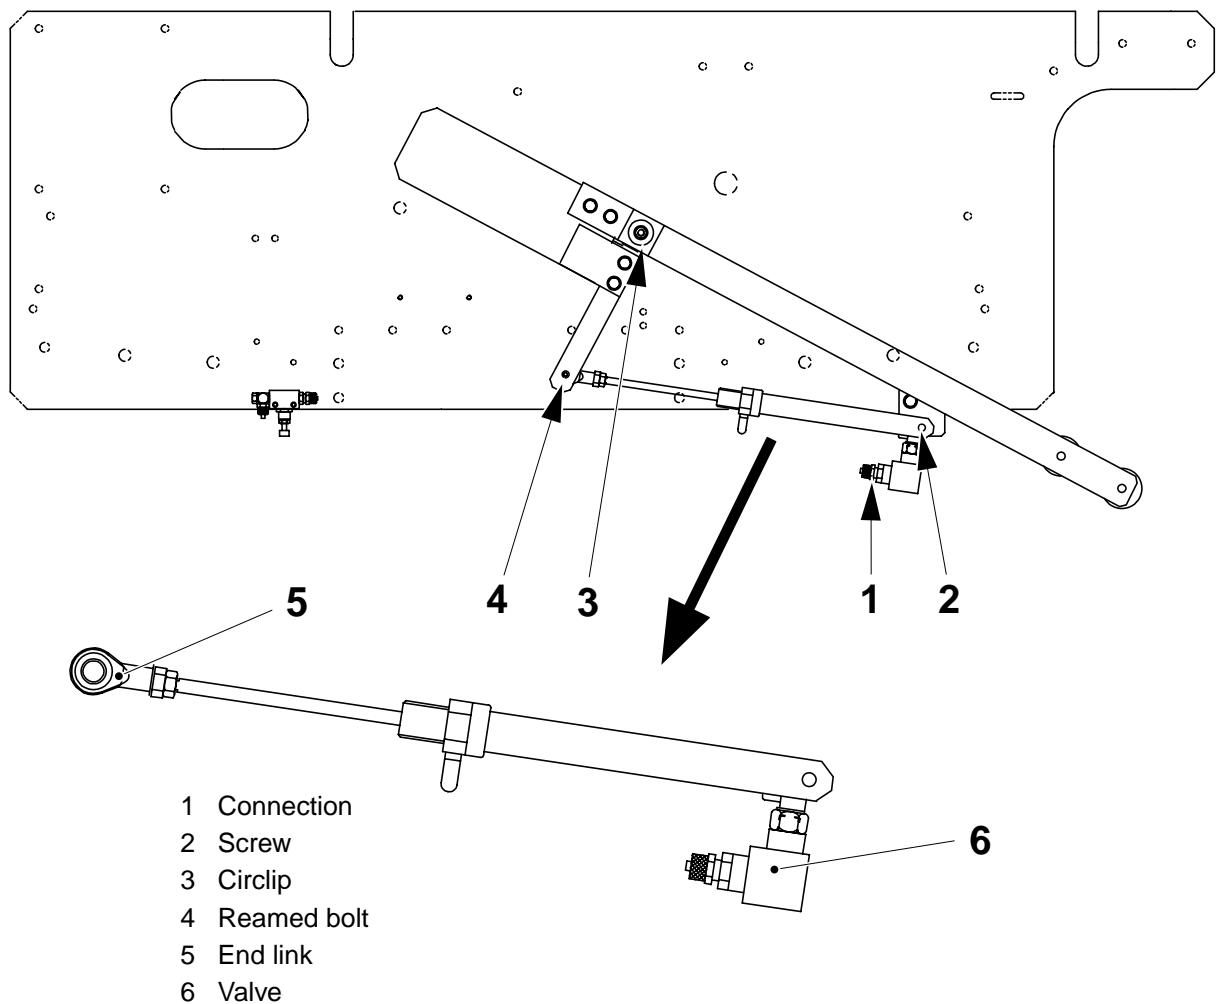 4
3
1
2
5
6
1 Connection
2 Screw
3 Circlip
4 Reamed bolt
5 End link
6 Valve